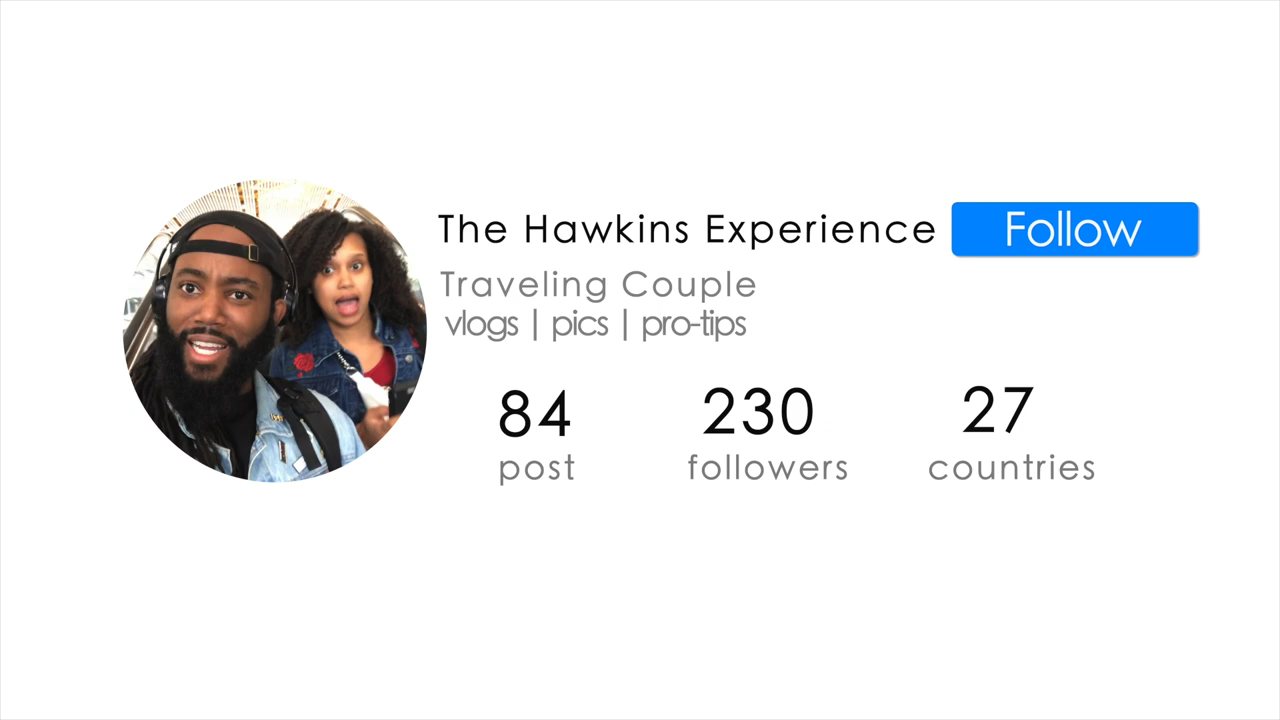 The Hawkins Experience Follow
Traveling Couple
vlogs | pics | pro-tips
84 230 27
post followers countries